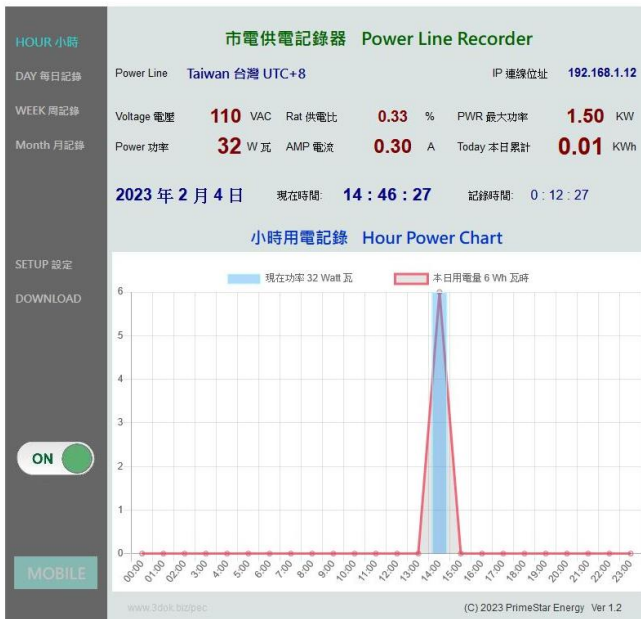 HOUR 小時
DAY 每日記錄
WEEK 周記錄
Month 月記錄
SETUP 設定
DOWNLOAD
ON
MOBILE
市電供電記錄器 Power Line Recorder
Power Line Taiwan 台灣 UTC+8 IP 連線位址 192.168.1.12
Voltage 電壓 110 VAC Rat 供電比 0.33 % PWR 最大功率 1.50 KW
Power 功率 32 W 瓦 AMP 電流 0.30 A Today 本日累計 0.01 KWh
2023 年 2 月 4 日 現在時間: 14 : 46 : 27 記錄時間: 0 : 12 : 27
小時用電記錄 Hour Power Chart
現在功率 32 Watt 瓦 本日用電量 6 Wh 瓦時
6
5
4
3
2
1
0
00:00 01:00 02:00 3:00 4:00 5:00 6:00 7:00 8:00 9:00 10:00 11:00 12:00 13:00 14:00 15:00 16:00 17:00 18:00 19:00 20:00 21:00 22:00 23:00
www.3dok.biz/pec (C) 2023 PrimeStar Energy Ver 1.2